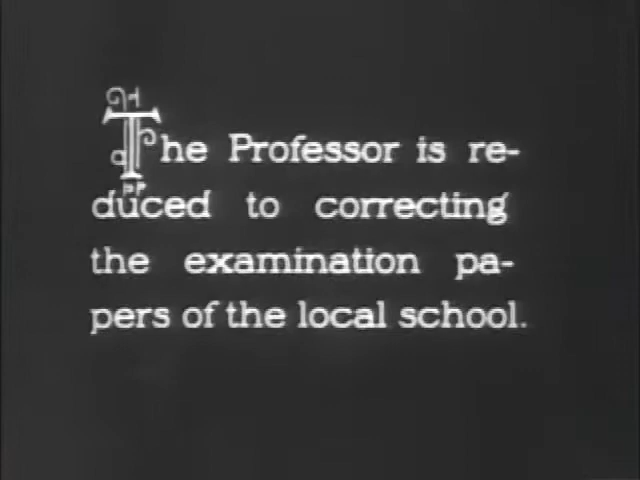 The Professor is re-
duced to correcting
the examination pa-
pers of the local school.